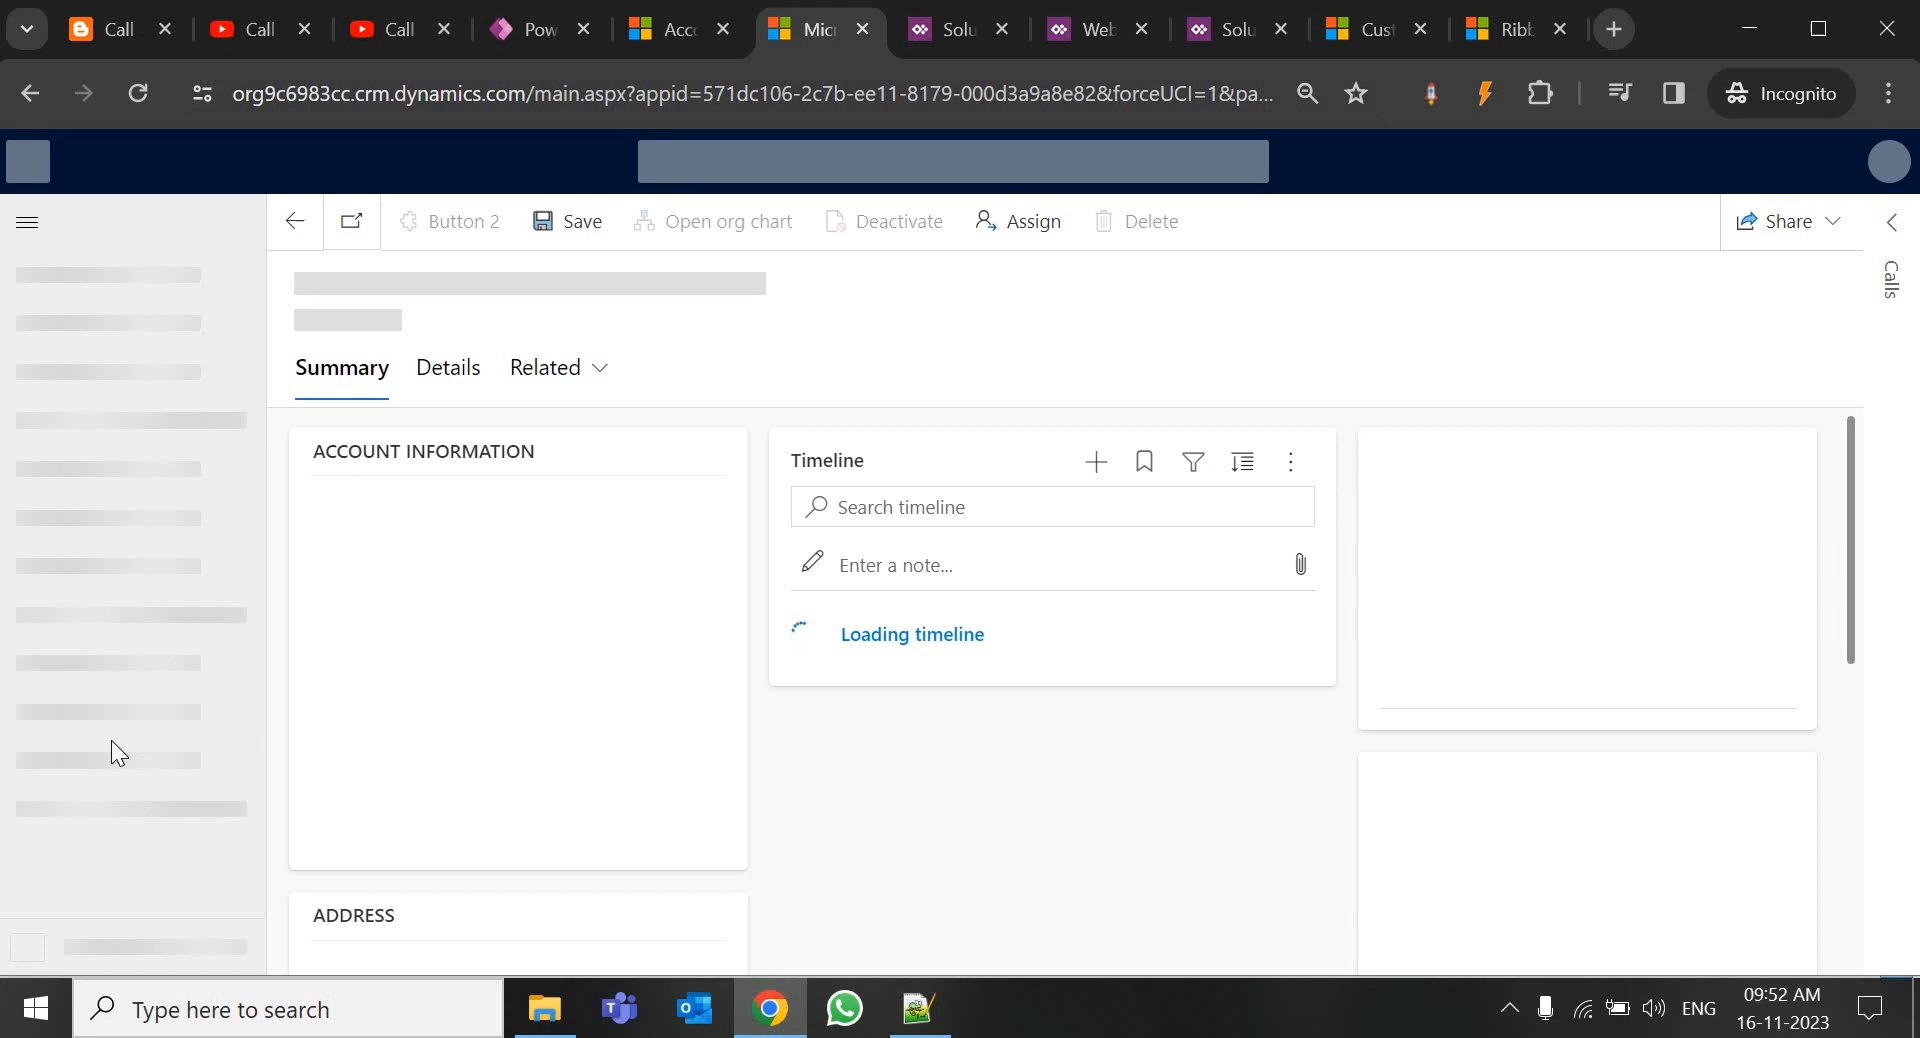 Call
Call
Call
Pow
Acc
Micr
Solu
Web
Solu
Cust
Ribb
org9c6983cc.crm.dynamics.com/main.aspx?appid=571dc106-2c7b-ee11-8179-000d3a9a8e82&forceUCI=1&pa...
Incognito
Button 2
Save
Open org chart
Deactivate
Assign
Delete
Share
Calls
Summary
Details
Related
ACCOUNT INFORMATION
Timeline
Search timeline
Enter a note...
Loading timeline
ADDRESS
Type here to search
ENG
09:52 AM
16-11-2023